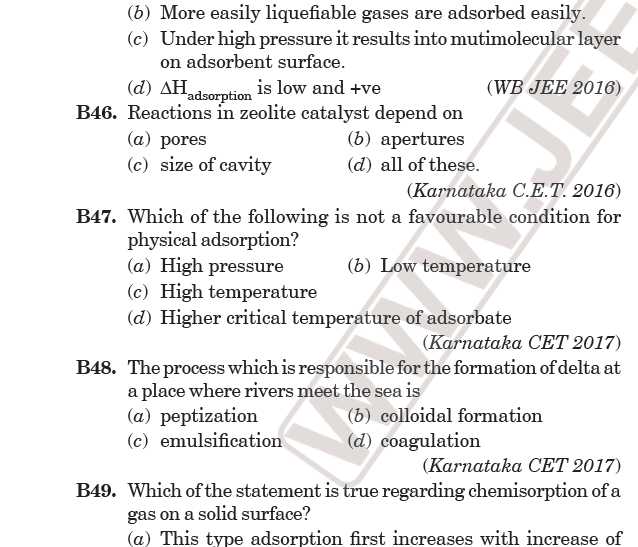 (b) More easily liquefiable gases are adsorbed easily.
(c) Under high pressure it results into mutimolecular layer
on adsorbent surface.
(d) ΔHadsorption is low and +ve (WB JEE 2016)
B46. Reactions in zeolite catalyst depend on
(a) pores (b) apertures
(c) size of cavity (d) all of these.
(Karnataka C.E.T. 2016)
B47. Which of the following is not a favourable condition for
physical adsorption?
(a) High pressure (b) Low temperature
(c) High temperature
(d) Higher critical temperature of adsorbate
(Karnataka CET 2017)
B48. The process which is responsible for the formation of delta at
a place where rivers meet the sea is
(a) peptization (b) colloidal formation
(c) emulsification (d) coagulation
(Karnataka CET 2017)
B49. Which of the statement is true regarding chemisorption of a
gas on a solid surface?
(a) This type adsorption first increases with increase of
WWW.JEE